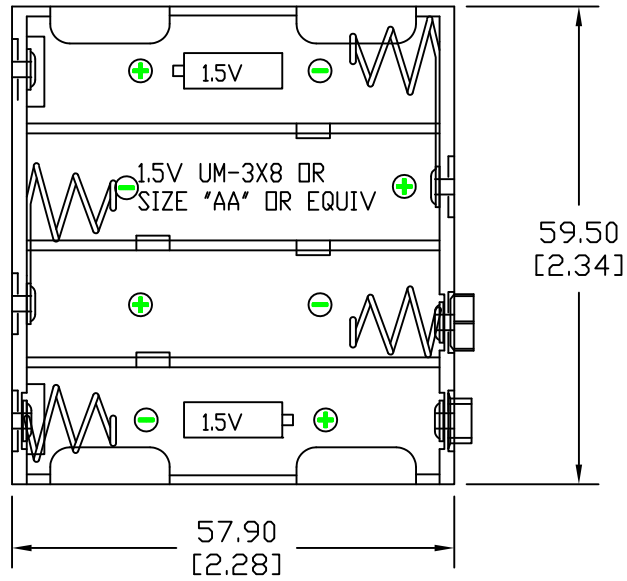 + 1.5V -
- 1.5V UM-3X8 OR +
SIZE "AA" OR EQUIV
59.50
[2.34]
+ -
- 1.5V +
57.90
[2.28]